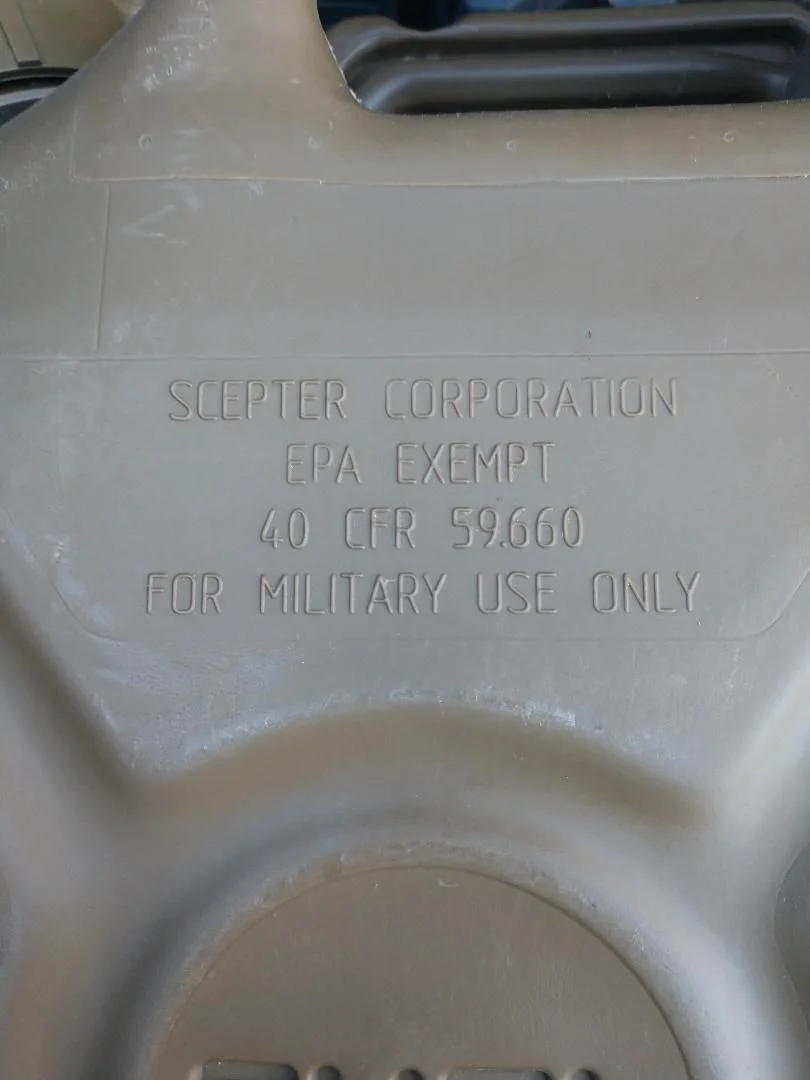 SCEPTER CORPORATION
EPA EXEMPT
40 CFR 59.660
FOR MILITARY USE ONLY